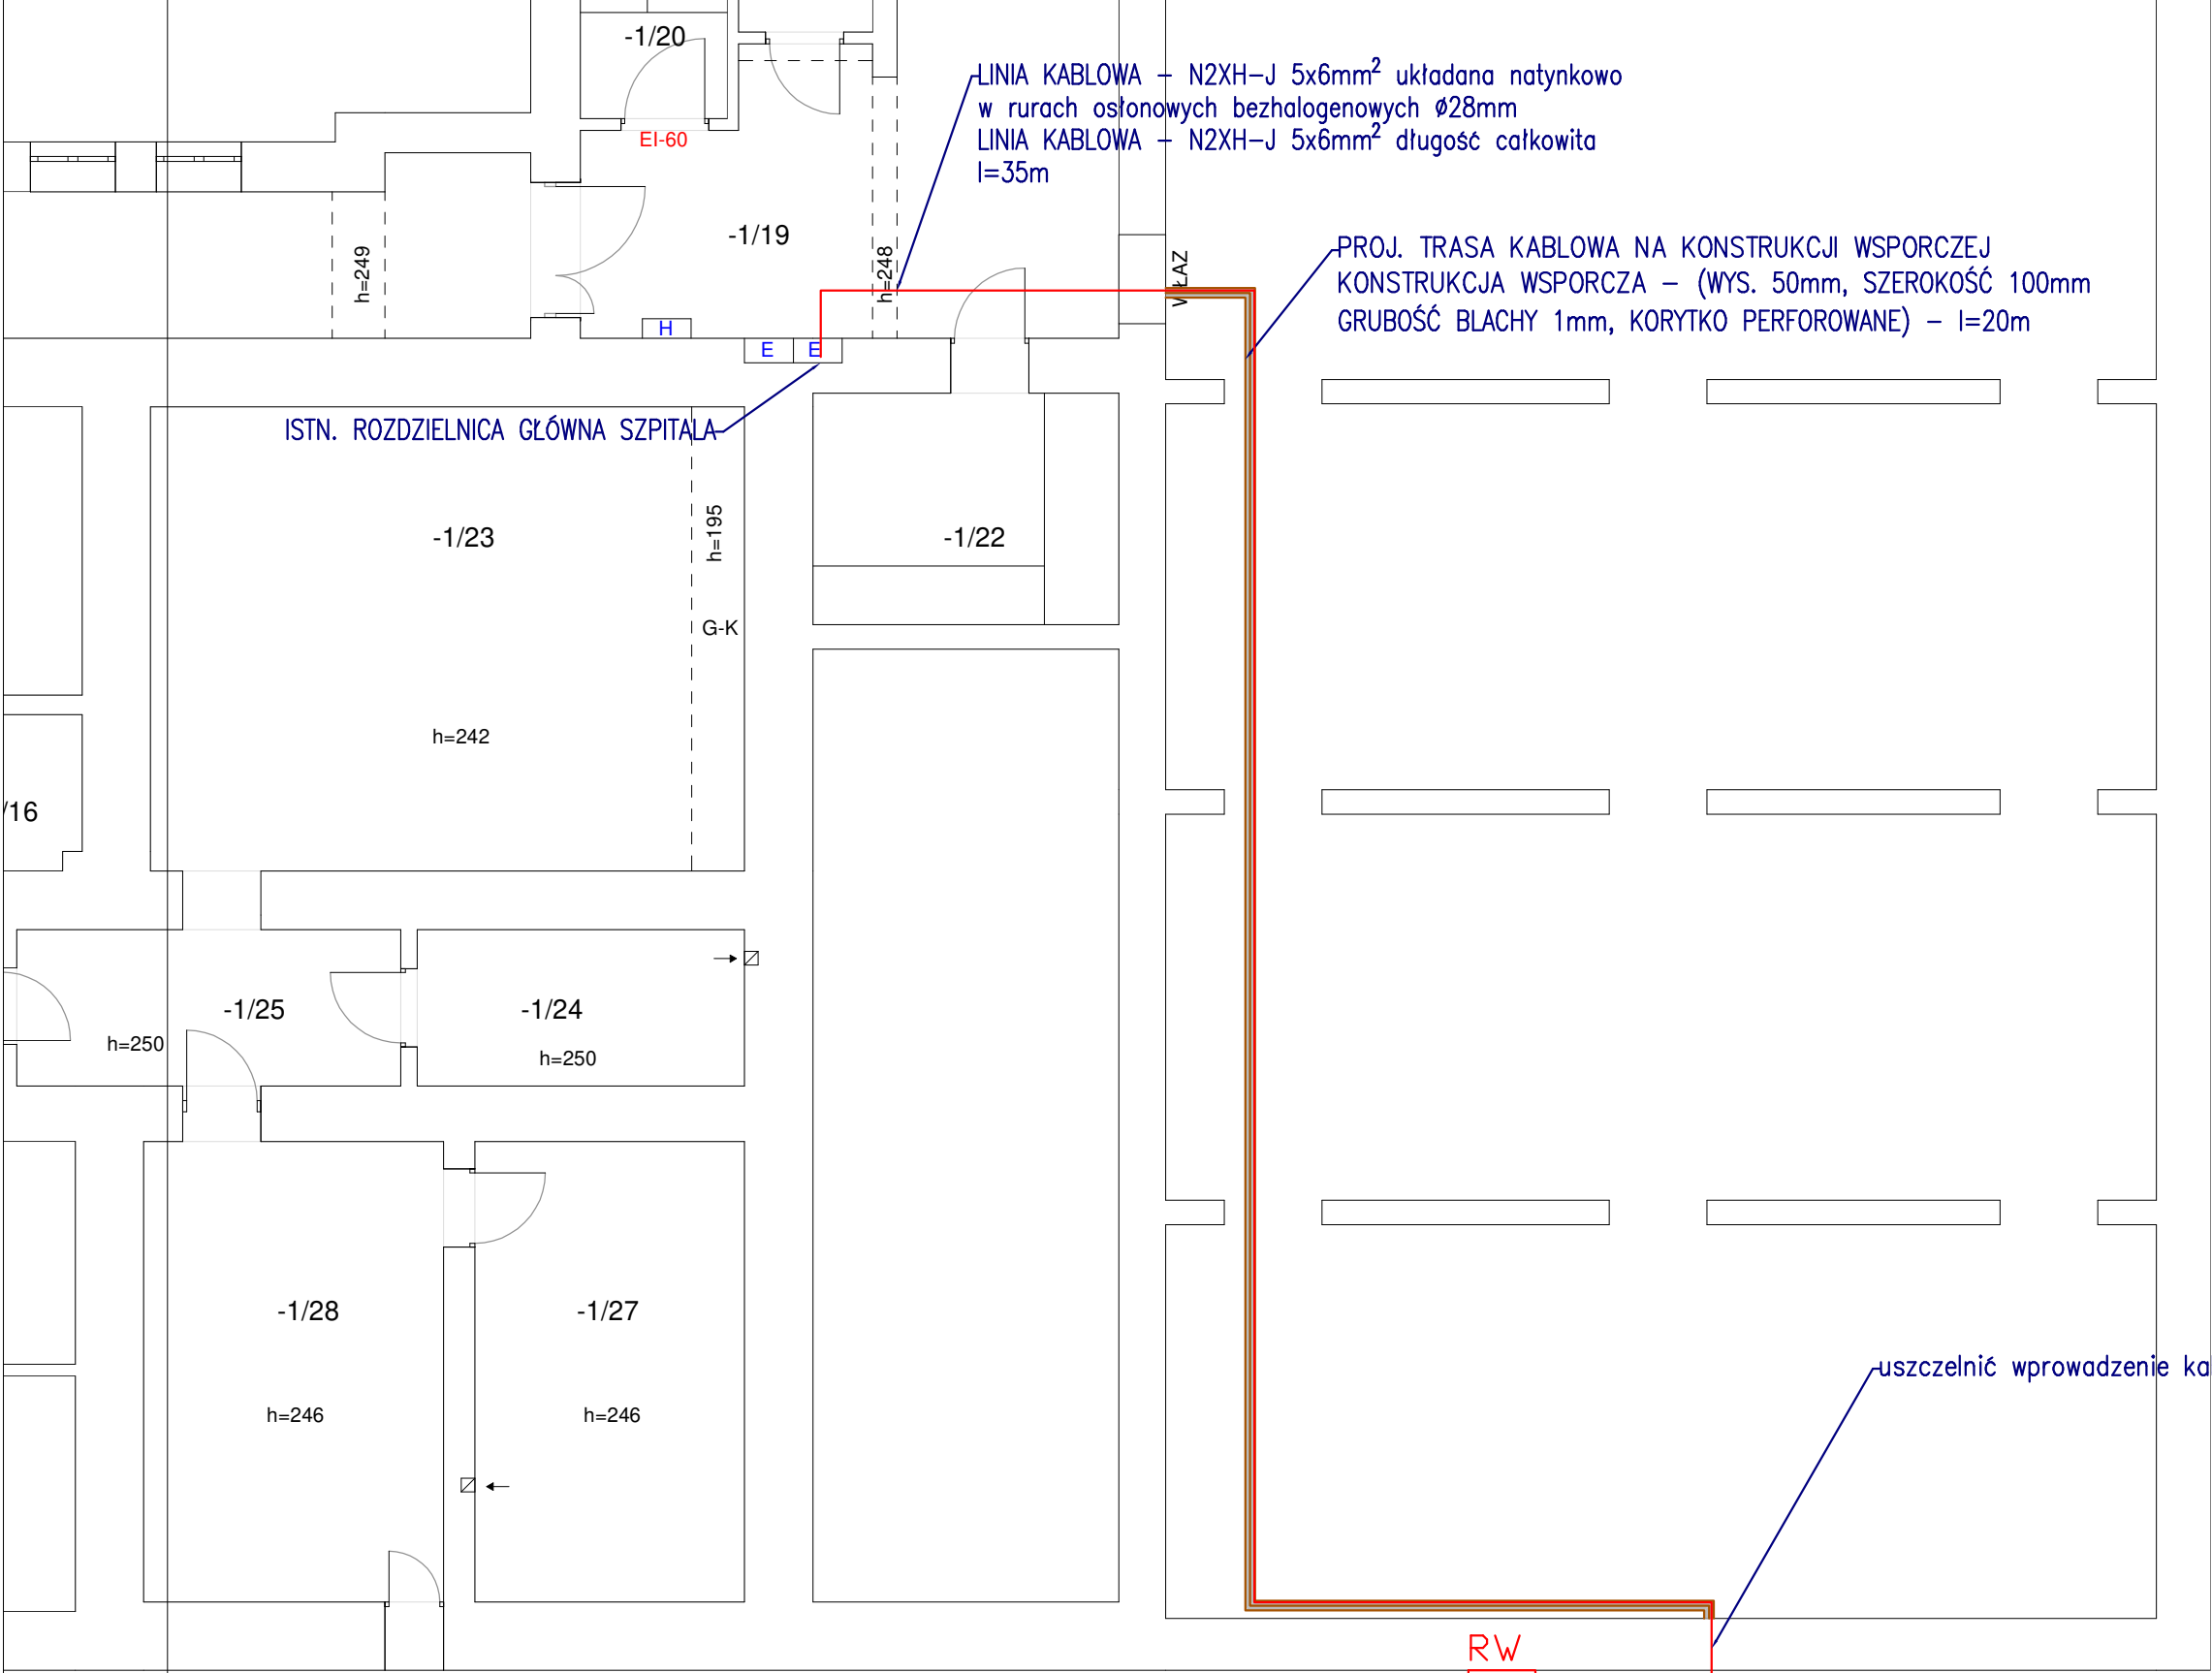 -1/20
LINIA KABLOWA - N2XH-J 5x6mm² układana natynkowo
w rurach osłonowych bezhalogenowych ø28mm
LINIA KABLOWA - N2XH-J 5x6mm² długość całkowita
l=35m
EI-60
-1/19
h=249
h=248
PROJ. TRASA KABLOWA NA KONSTRUKCJI WSPORCZEJ
KONSTRUKCJA WSPORCZA - (WYS. 50mm, SZEROKOŚĆ 100mm
GRUBOŚĆ BLACHY 1mm, KORYTKO PERFOROWANE) - l=20m
H
E
E
ISTN. ROZDZIELNICA GŁÓWNA SZPITALA
-1/23
h=195
-1/22
G-K
h=242
/16
-1/25
-1/24
h=250
h=250
-1/28
-1/27
uszczelnić wprowadzenie ka
h=246
h=246
RW